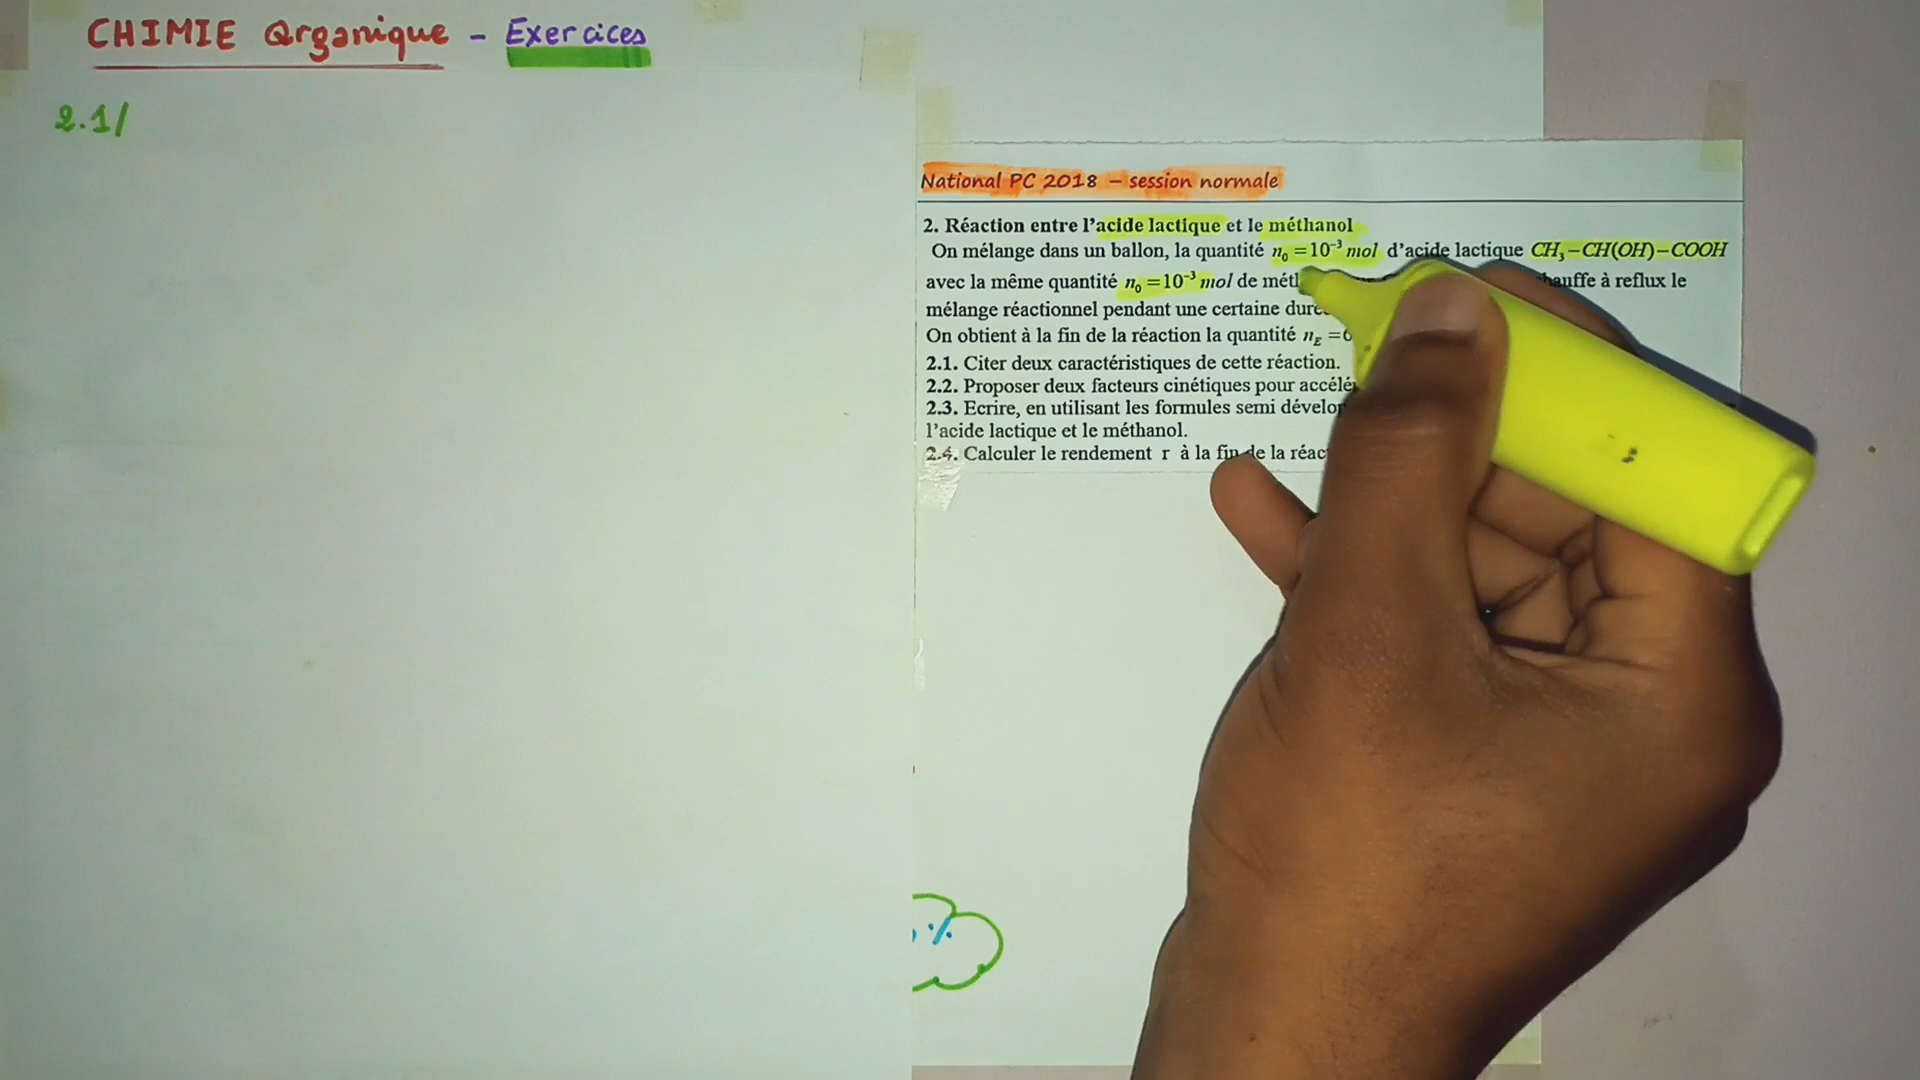 CHIMIE Organique - Exercices
2.1/
National PC 2018 – session normale
2. Réaction entre l'acide lactique et le méthanol
On mélange dans un ballon, la quantité n₀ =10⁻³ mol d'acide lactique CH₃−CH(OH)−COOH
avec la même quantité n₀ =10⁻³ mol de à reflux le
mélange réactionnel pendant une certaine
On obtient à la fin de la réaction la quantité n_E =6
2.1. Citer deux caractéristiques de cette réaction.
2.2. Proposer deux facteurs cinétiques pour
2.3. Ecrire, en utilisant les formules semi
l'acide lactique et le méthanol.
2.4. Calculer le rendement r à la fin de la
%